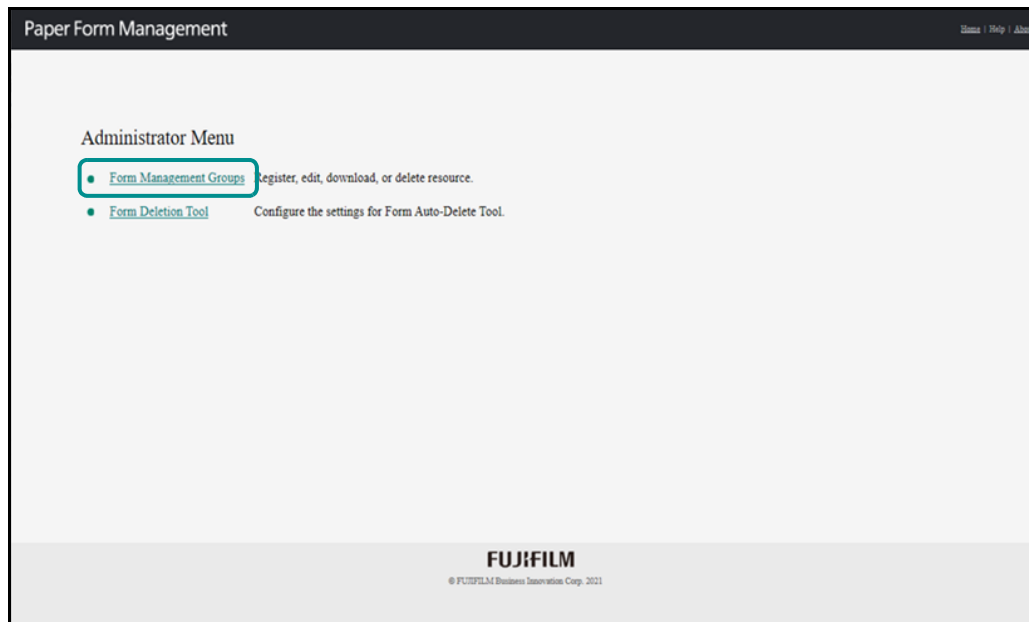 Paper Form Management
Home | Help |
Administrator Menu
Form Management Groups Register, edit, download, or delete resource.
Form Deletion Tool Configure the settings for Form Auto-Delete Tool.
FUJIFILM
© FUJIFILM Business Innovation Corp. 2021